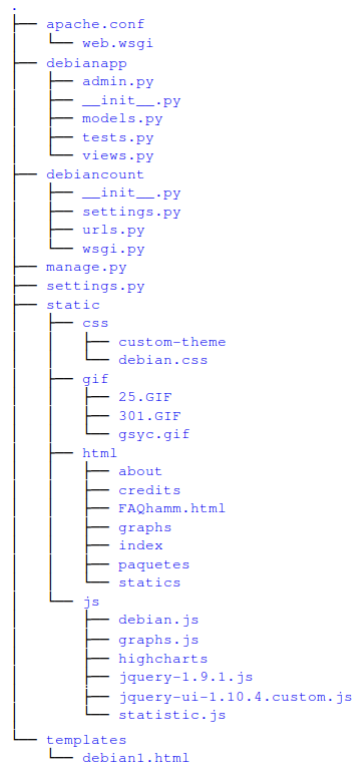 .
├── apache.conf
│   └── web.wsgi
├── debianapp
│   ├── admin.py
│   ├── __init__.py
│   ├── models.py
│   ├── tests.py
│   └── views.py
├── debiancount
│   ├── __init__.py
│   ├── settings.py
│   ├── urls.py
│   └── wsgi.py
├── manage.py
├── settings.py
├── static
│   ├── css
│   │   ├── custom-theme
│   │   └── debian.css
│   ├── gif
│   │   ├── 25.GIF
│   │   ├── 301.GIF
│   │   └── gsyc.gif
│   ├── html
│   │   ├── about
│   │   ├── credits
│   │   ├── FAQhamm.html
│   │   ├── graphs
│   │   ├── index
│   │   ├── paquetes
│   │   └── statics
│   └── js
│       ├── debian.js
│       ├── graphs.js
│       ├── highcharts
│       ├── jquery-1.9.1.js
│       ├── jquery-ui-1.10.4.custom.js
│       └── statistic.js
└── templates
    └── debian1.html